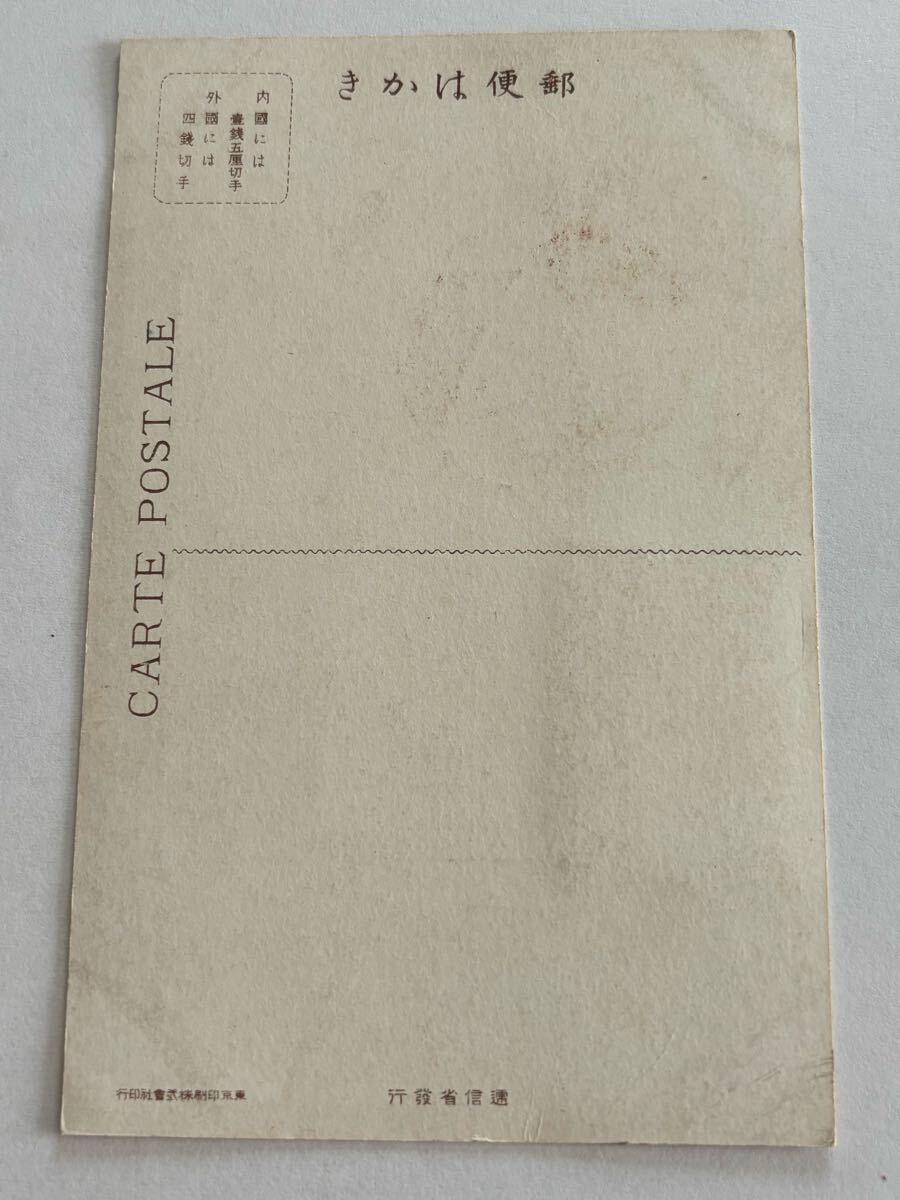 郵便はかき
内國には
壹錢五厘切手
外國には
四錢切手
CARTE POSTALE
遞信省發行
東京印刷株式會社印行